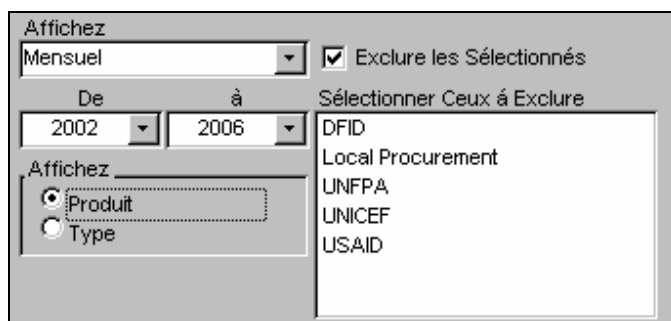 Affichez
Mensuel
Exclure les Sélectionnés
De à
2002 2006
Affichez
Produit
Type
Sélectionner Ceux á Exclure
DFID
Local Procurement
UNFPA
UNICEF
USAID